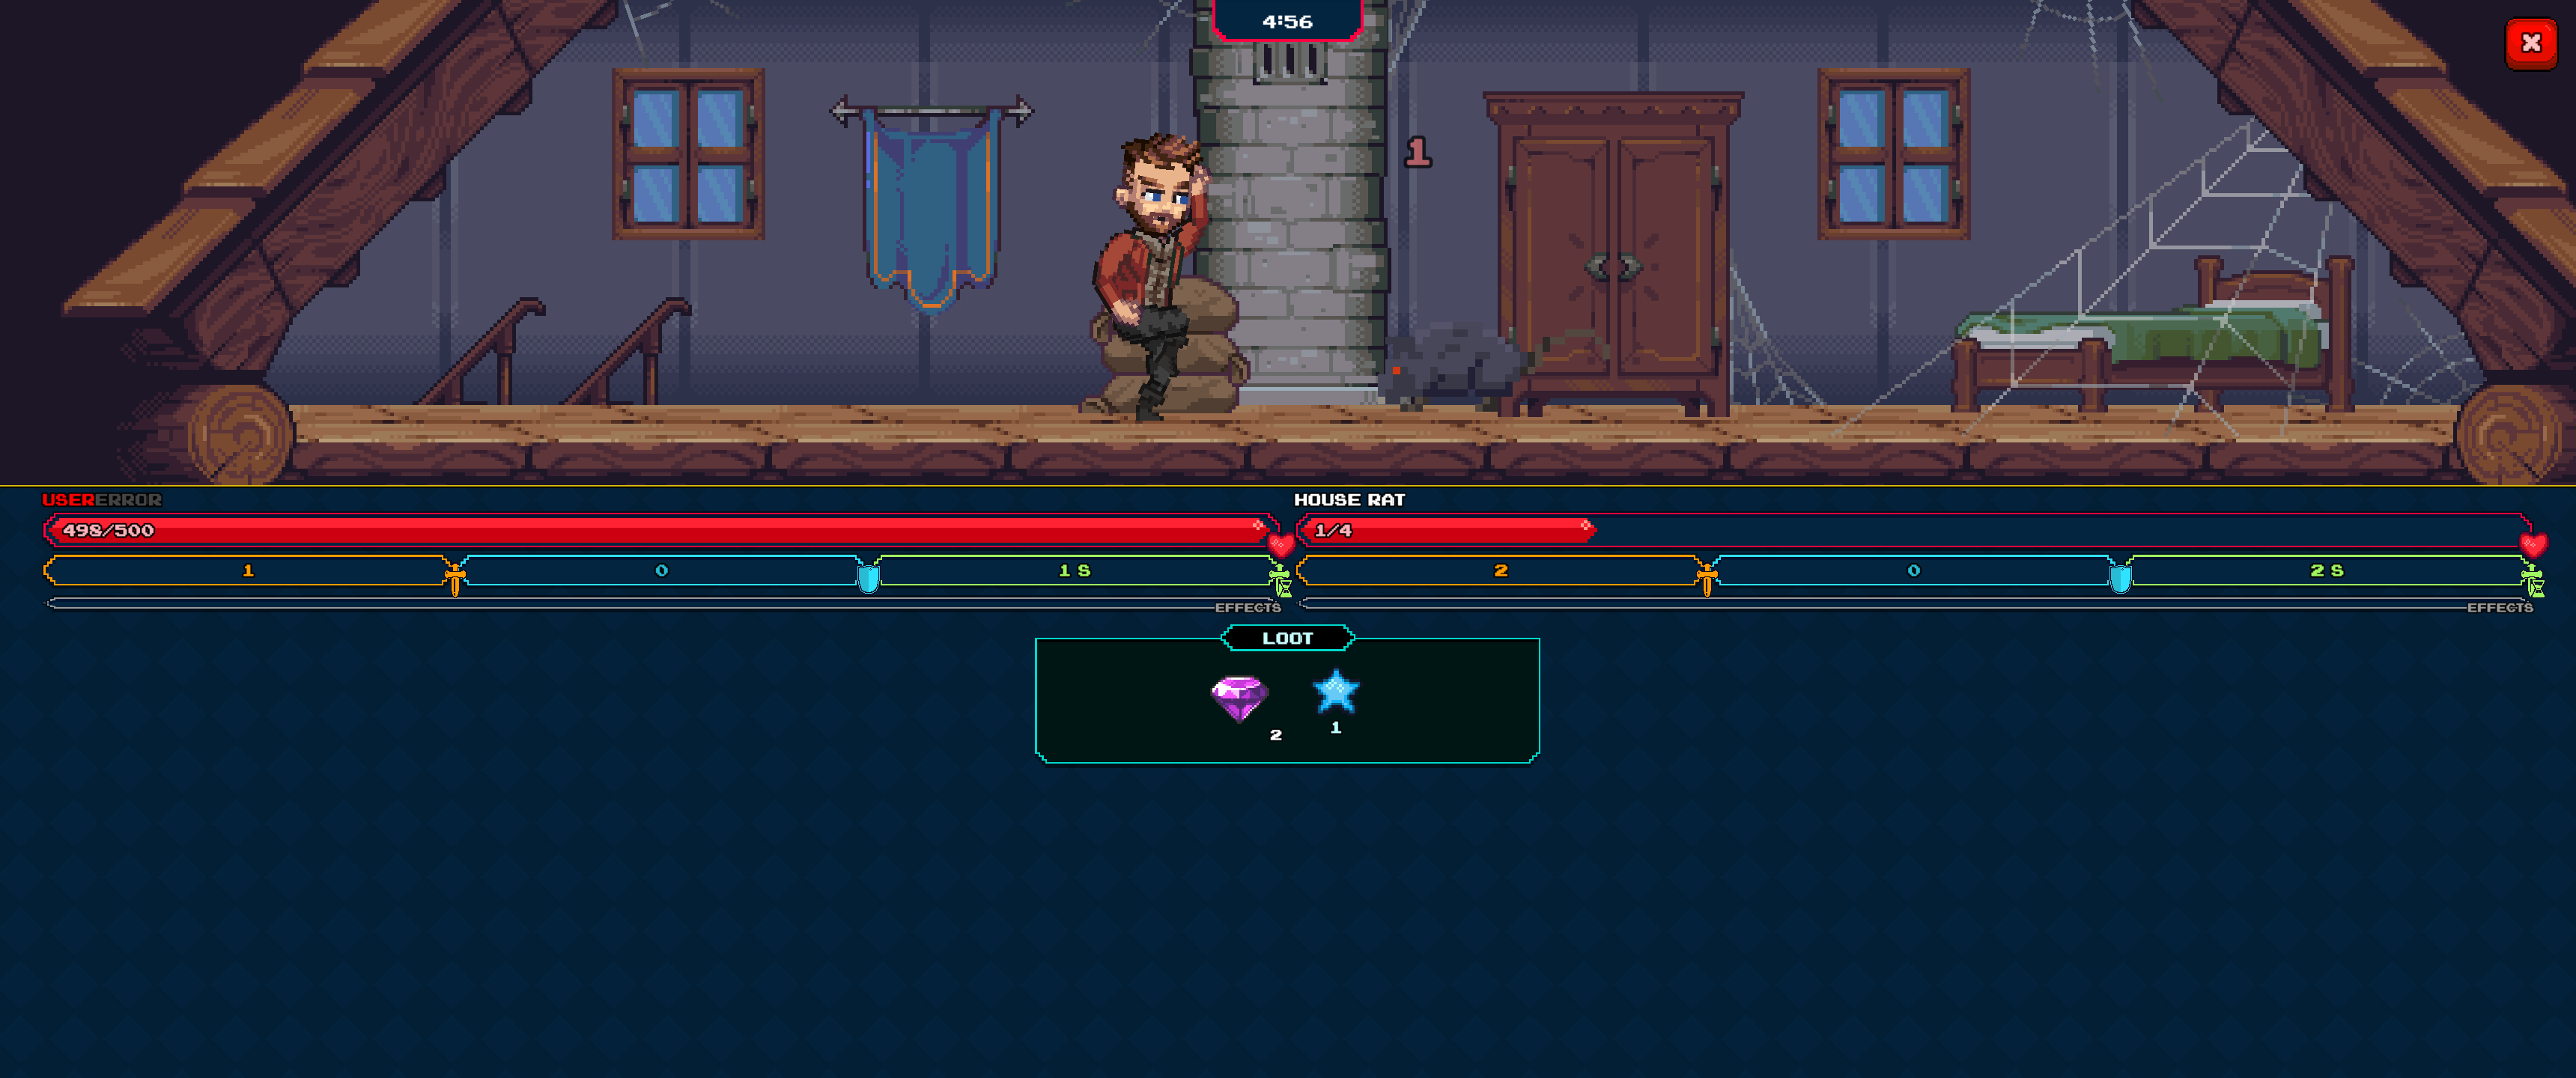 4:56
1
USERERROR
HOUSE RAT
498/500
1/4
1
0
1 S
2
0
2 S
EFFECTS
EFFECTS
LOOT
2
1